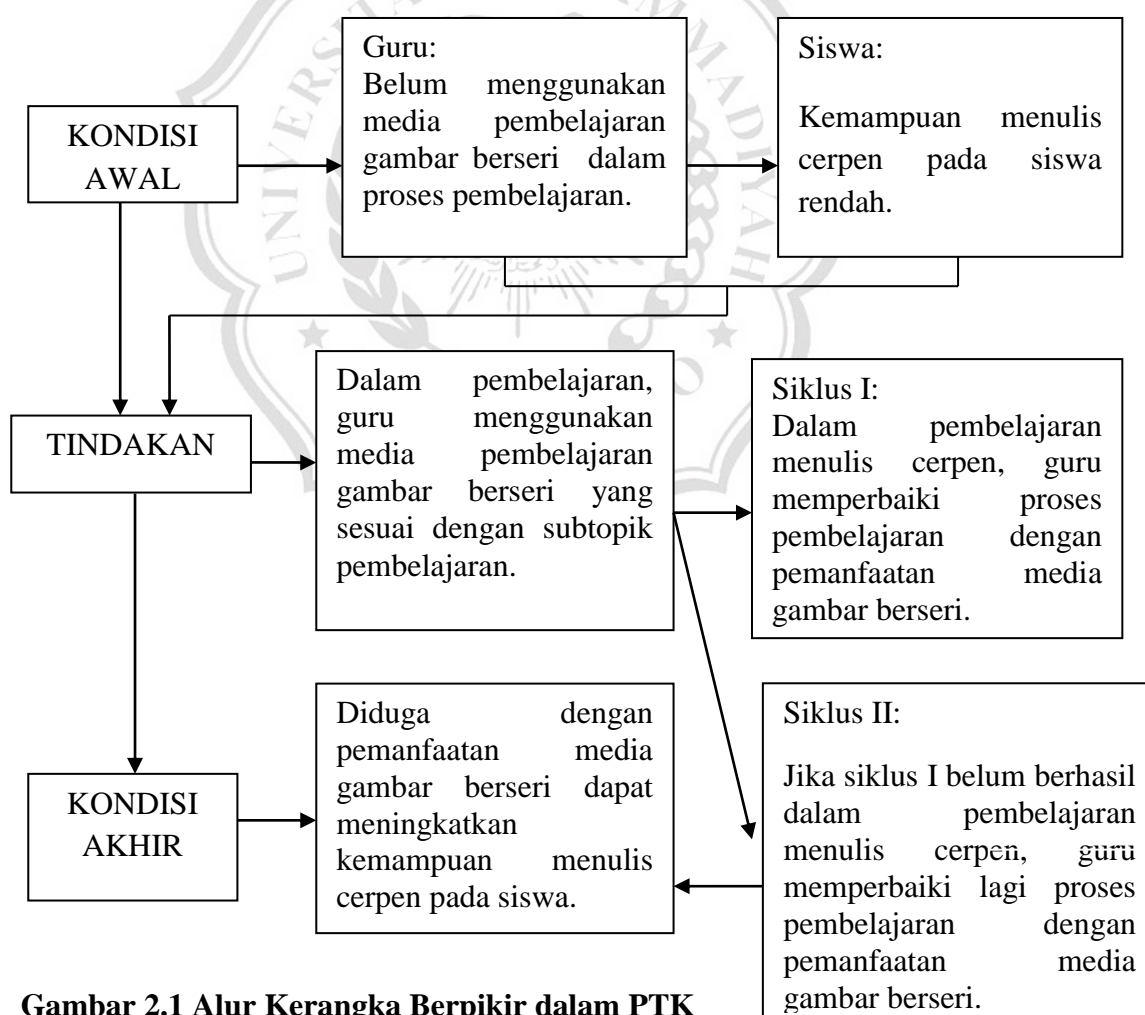 Guru:
Belum menggunakan
media pembelajaran
gambar berseri dalam
proses pembelajaran.
Siswa:
Kemampuan menulis
cerpen pada siswa
rendah.
KONDISI
AWAL
TINDAKAN
Dalam pembelajaran,
guru menggunakan
media pembelajaran
gambar berseri yang
sesuai dengan subtopik
pembelajaran.
Siklus I:
Dalam pembelajaran
menulis cerpen, guru
memperbaiki proses
pembelajaran dengan
pemanfaatan media
gambar berseri.
KONDISI
AKHIR
Diduga dengan
pemanfaatan media
gambar berseri dapat
meningkatkan
kemampuan menulis
cerpen pada siswa.
Siklus II:
Jika siklus I belum berhasil
dalam pembelajaran
menulis cerpen, guru
memperbaiki lagi proses
pembelajaran dengan
pemanfaatan media
gambar berseri.
Gambar 2.1 Alur Kerangka Berpikir dalam PTK